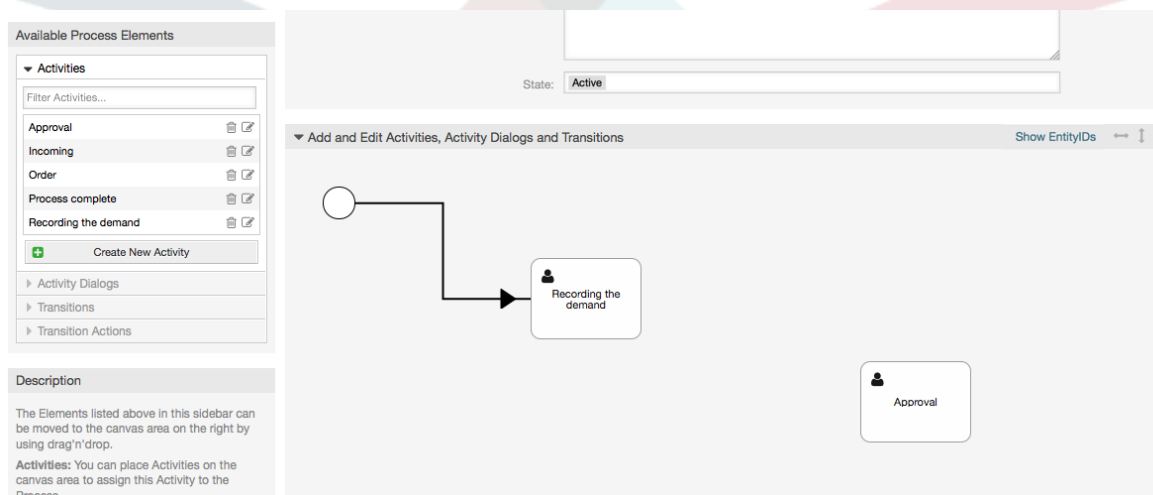 Available Process Elements
Activities
Filter Activities...
Approval
Incoming
Order
Process complete
Recording the demand
Create New Activity
Activity Dialogs
Transitions
Transition Actions
Description
The Elements listed above in this sidebar can
be moved to the canvas area on the right by
using drag'n'drop.
Activities: You can place Activities on the
canvas area to assign this Activity to the
Process
State: Active
Add and Edit Activities, Activity Dialogs and Transitions
Show EntityIDs
Recording the
demand
Approval